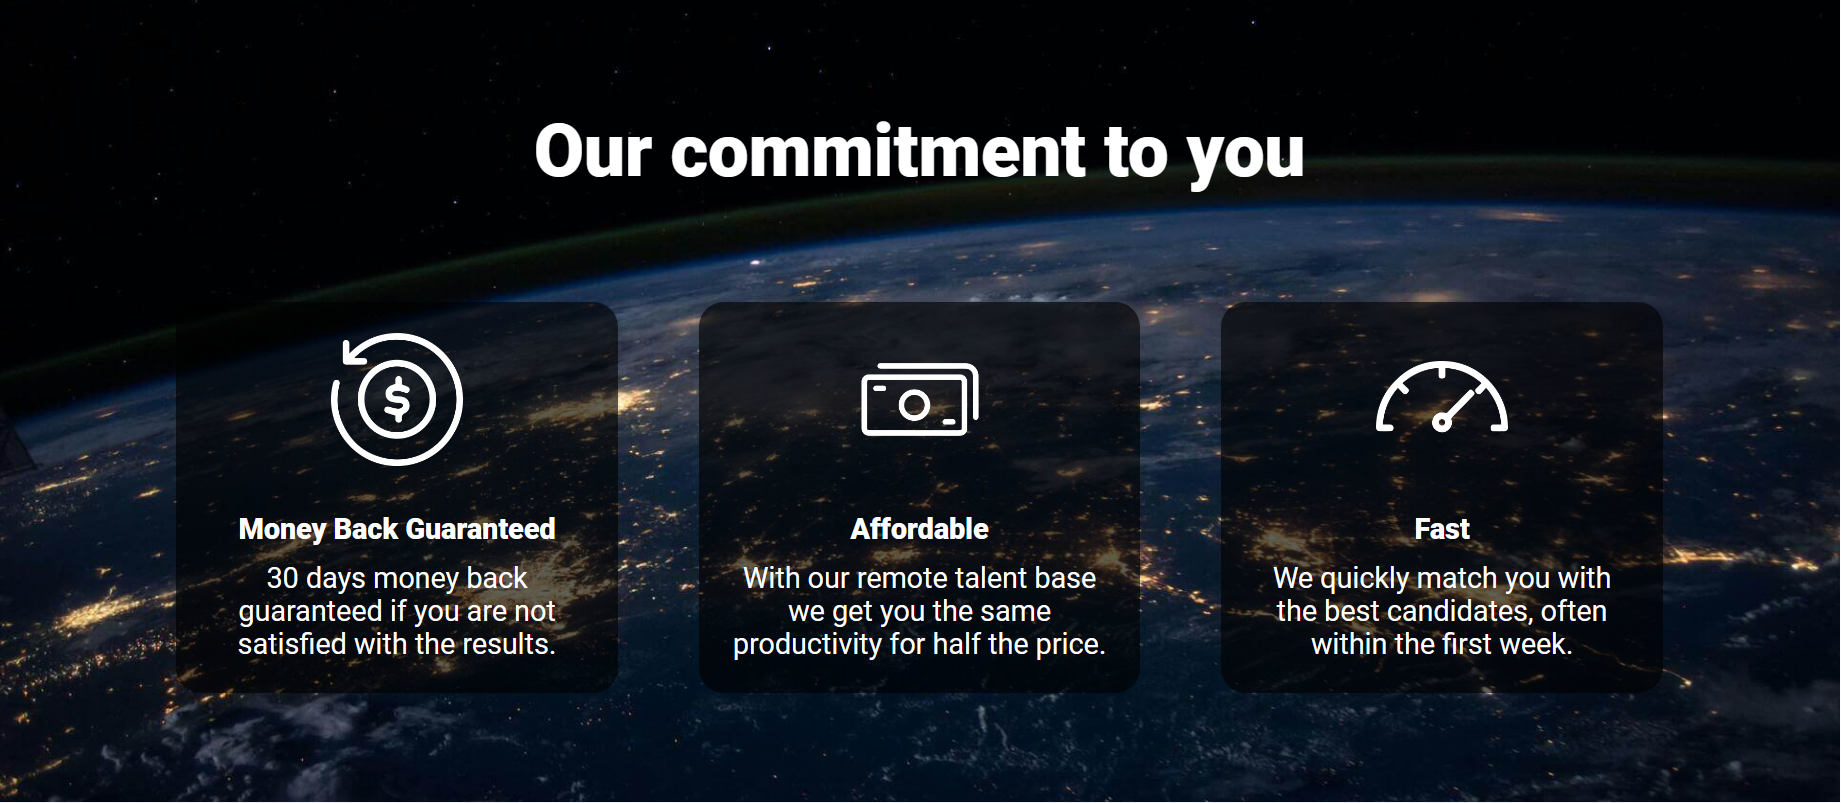 Our commitment to you
Money Back Guaranteed
30 days money back
guaranteed if you are not
satisfied with the results.
Affordable
With our remote talent base
we get you the same
productivity for half the price.
Fast
We quickly match you with
the best candidates, often
within the first week.